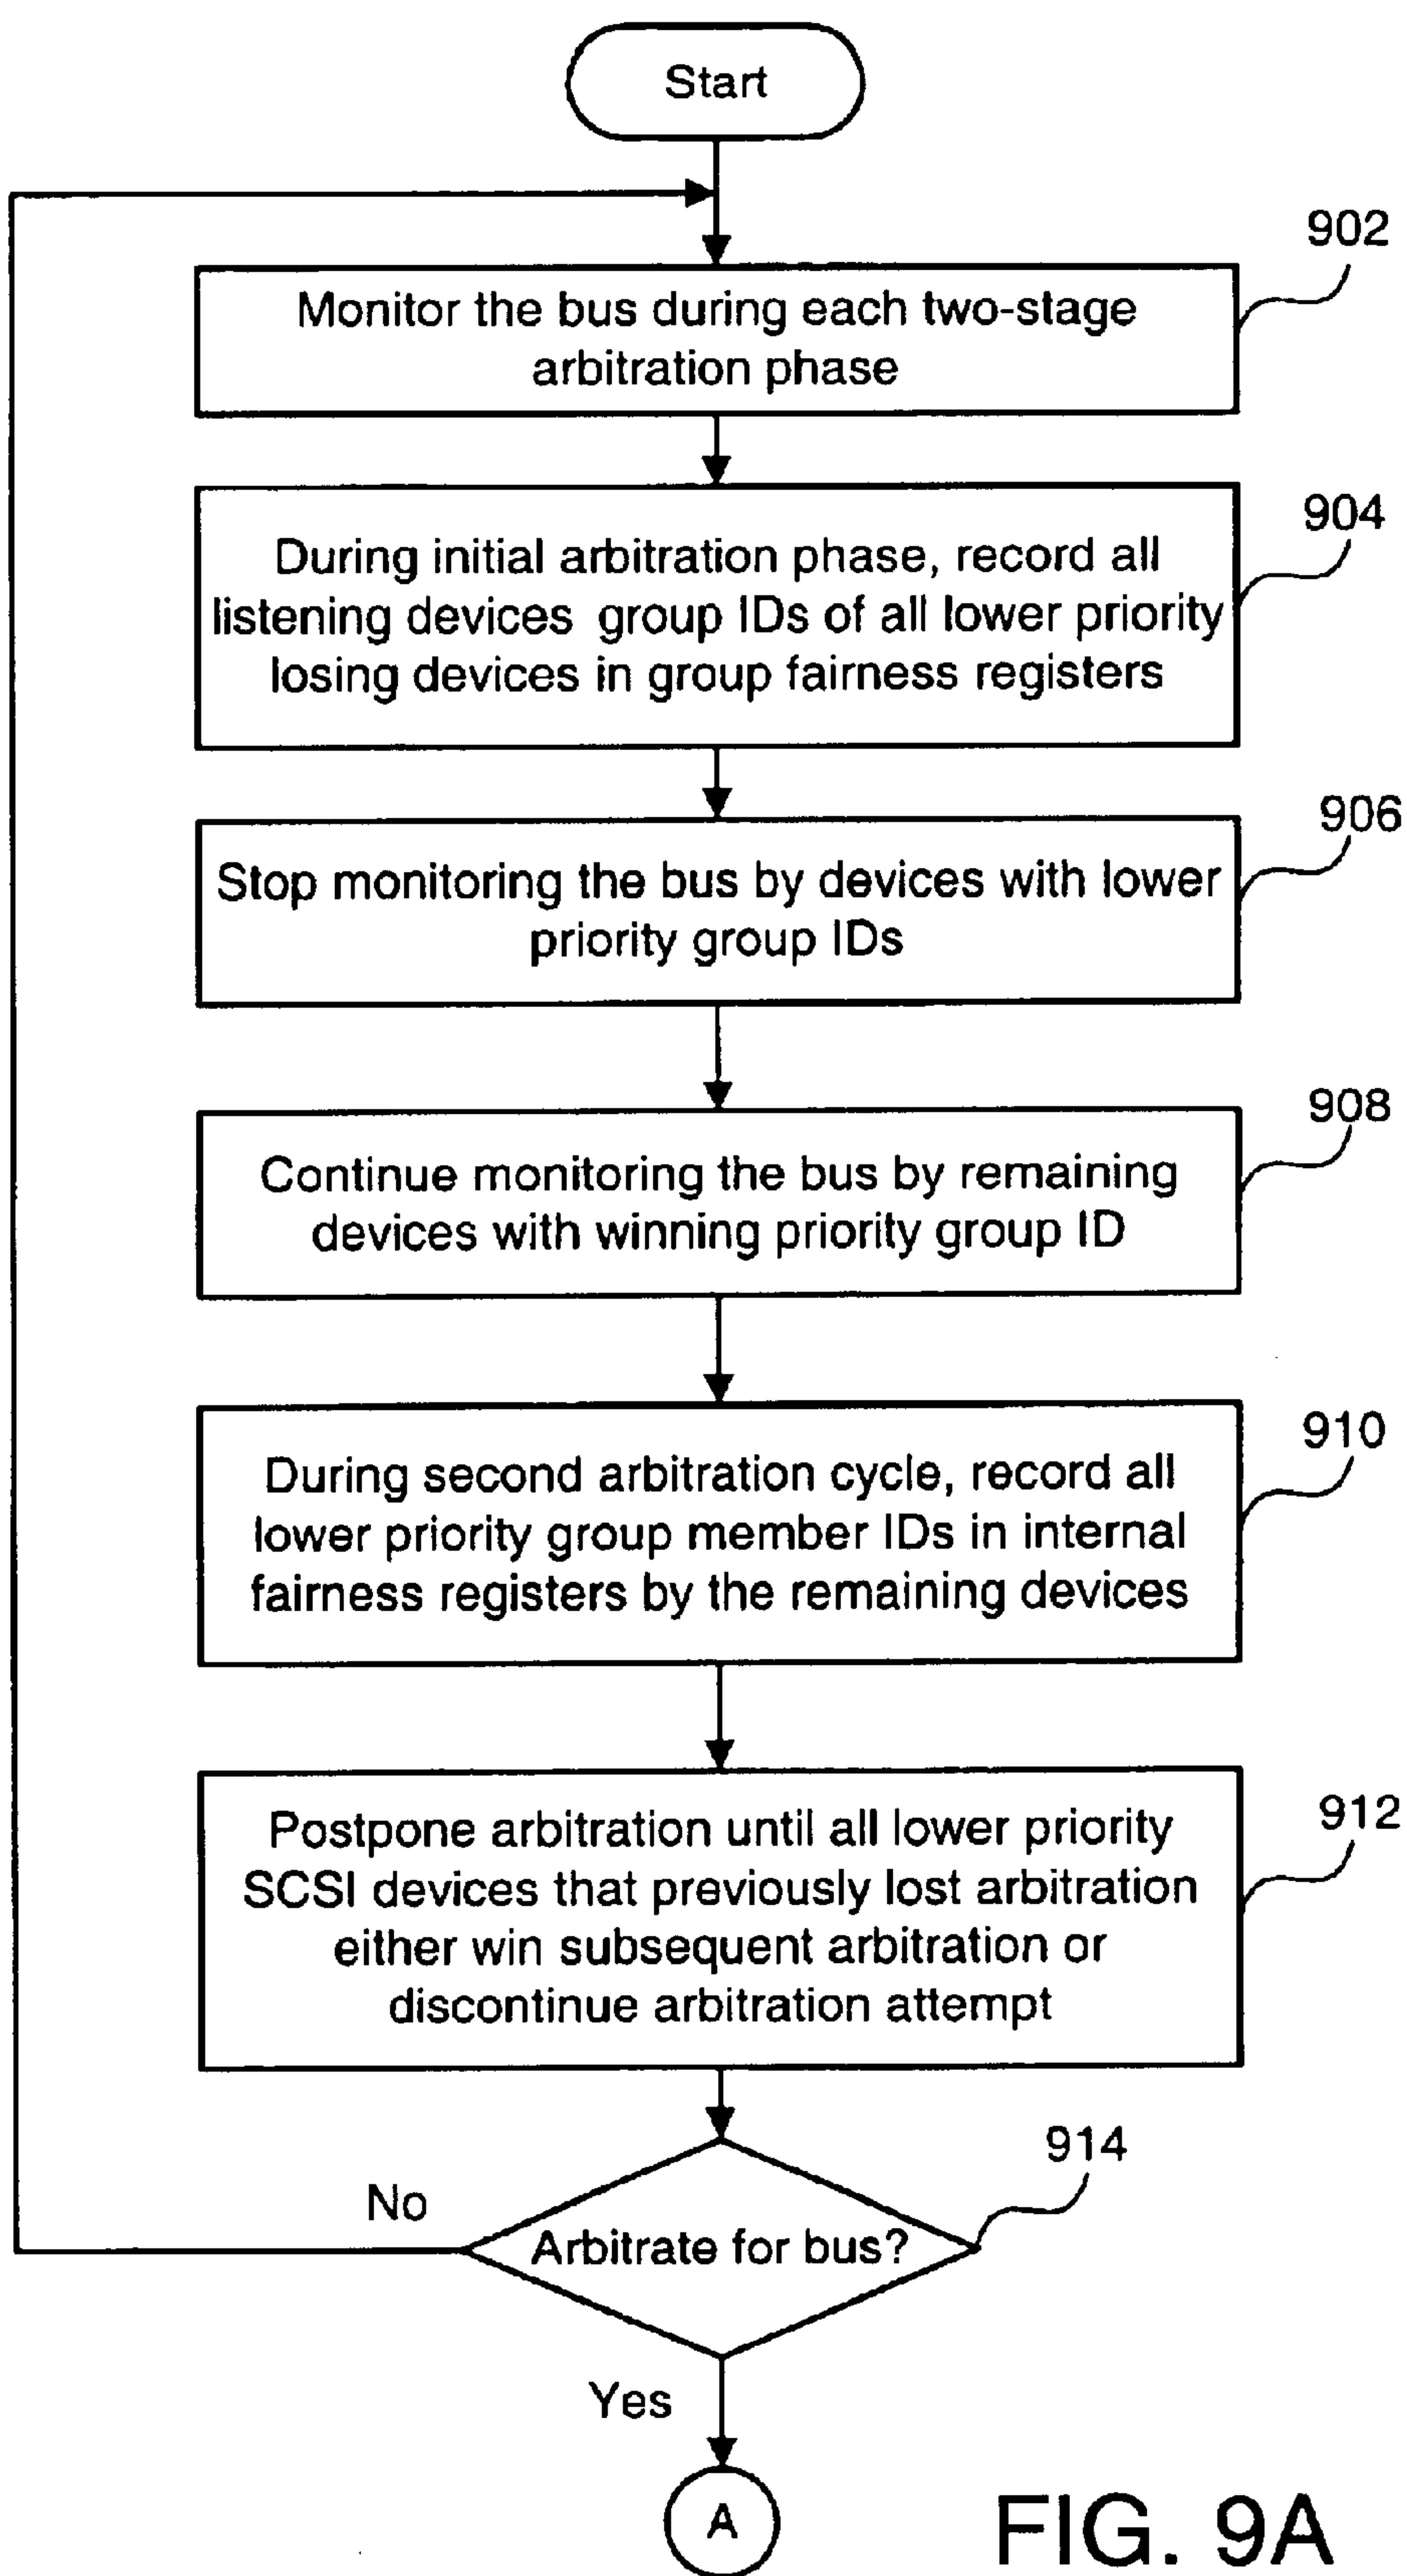 Start
902
Monitor the bus during each two-stage
arbitration phase
904
During initial arbitration phase, record all
listening devices group IDs of all lower priority
losing devices in group fairness registers
906
Stop monitoring the bus by devices with lower
priority group IDs
908
Continue monitoring the bus by remaining
devices with winning priority group ID
910
During second arbitration cycle, record all
lower priority group member IDs in internal
fairness registers by the remaining devices
912
Postpone arbitration until all lower priority
SCSI devices that previously lost arbitration
either win subsequent arbitration or
discontinue arbitration attempt
914
No
Arbitrate for bus?
Yes
A
FIG. 9A